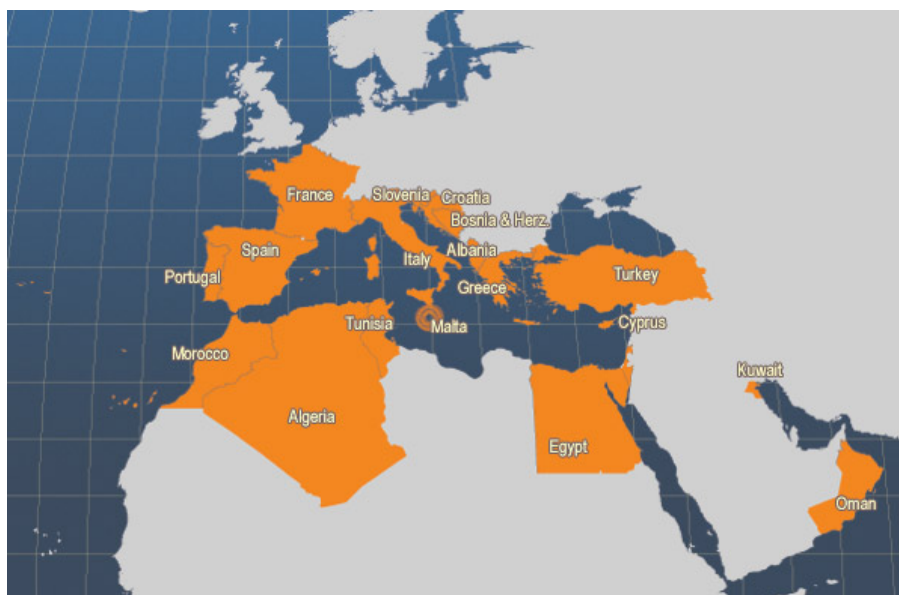 France
Slovenia
Croatia
Bosnia & Herz.
Spain
Albania
Italy
Portugal
Turkey
Greece
Tunisia
Malta
Cyprus
Morocco
Kuwait
Algeria
Egypt
Oman